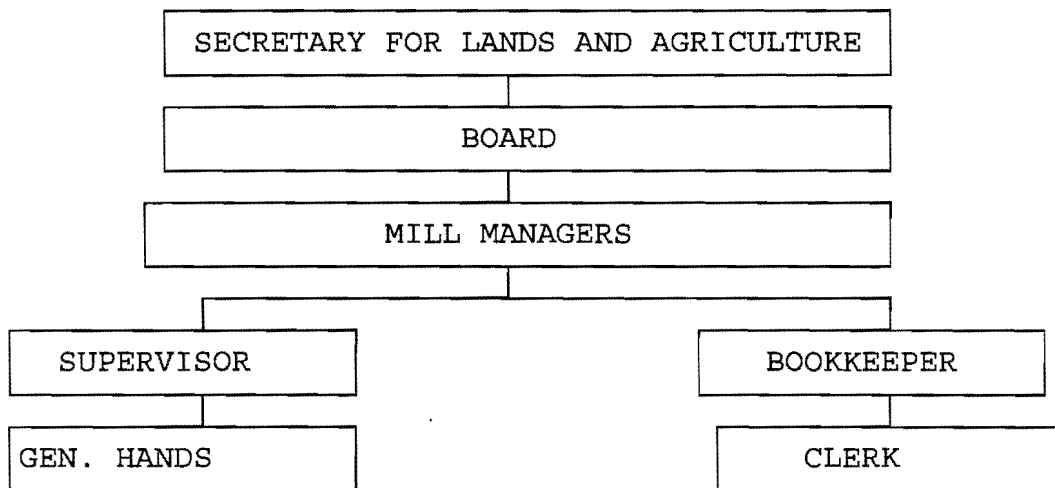 SECRETARY FOR LANDS AND AGRICULTURE
BOARD
MILL MANAGERS
SUPERVISOR
BOOKKEEPER
GEN. HANDS
CLERK